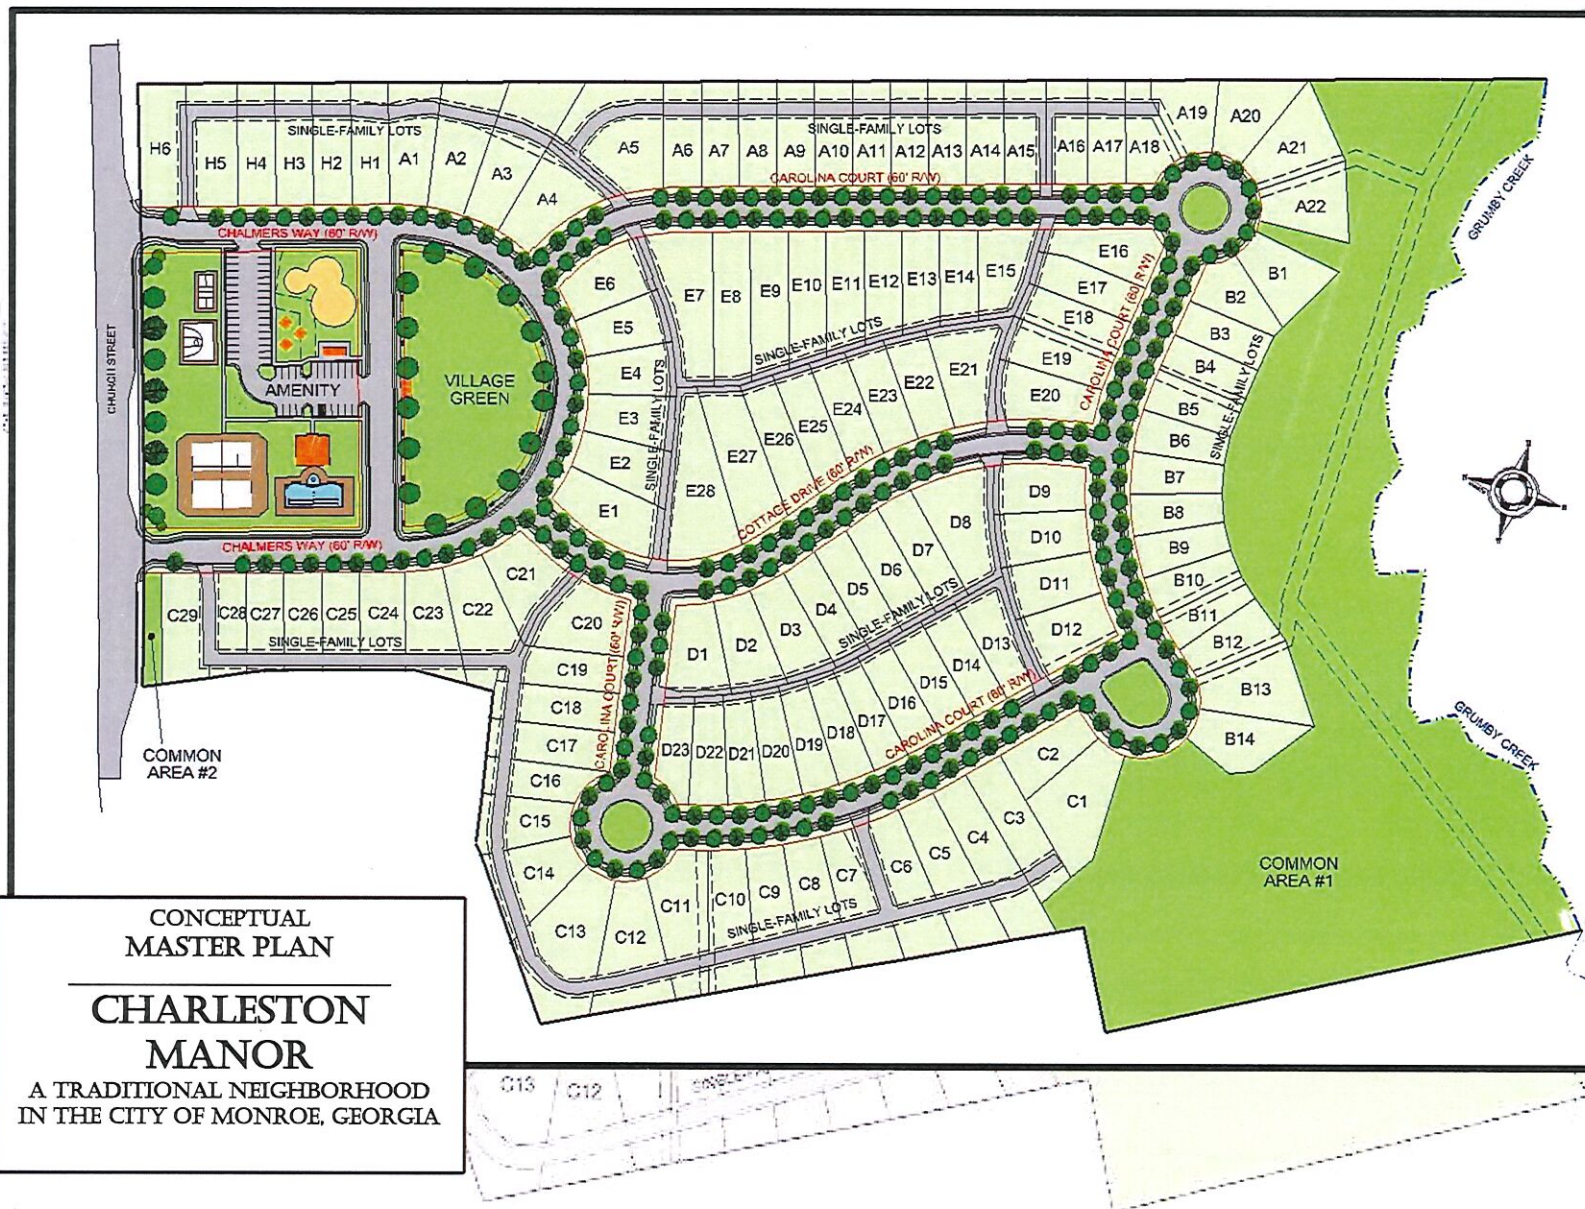 H6
H5
H4
H3
H2
H1
A1
A2
A3
A4
A5
A6
A7
A8
A9
A10
A11
A12
A13
A14
A15
A16
A17
A18
A19
A20
A21
A22
SINGLE-FAMILY LOTS
SINGLE-FAMILY LOTS
CAROLINA COURT (60' R/W)
CHALMERS WAY (60' R/W)
GRUMBY CREEK
CHURCH STREET
AMENITY
VILLAGE
GREEN
E6
E5
E4
E3
E2
E1
SINGLE-FAMILY LOTS
E7
E8
E9
E10
E11
E12
E13
E14
E15
E16
E17
E18
E19
E20
CAROLINA COURT (60' R/W)
SINGLE-FAMILY LOTS
E28
E27
E26
E25
E24
E23
E22
E21
COTTAGE DRIVE (60' R/W)
B1
B2
B3
B4
B5
B6
B7
B8
B9
B10
B11
B12
B13
B14
SINGLE-FAMILY LOTS
CHALMERS WAY (60' R/W)
C29
C28
C27
C26
C25
C24
C23
C22
C21
SINGLE-FAMILY LOTS
C20
C19
C18
C17
C16
C15
C14
C13
C12
C11
C10
C9
C8
C7
C6
C5
C4
C3
C2
C1
CAROLINA COURT (60' R/W)
D1
D2
D3
D4
D5
D6
D7
D8
D9
D10
D11
D12
SINGLE-FAMILY LOTS
D23
D22
D21
D20
D19
D18
D17
D16
D15
D14
D13
CAROLINA COURT (60' R/W)
SINGLE-FAMILY LOTS
GRUMBY CREEK
COMMON
AREA #2
COMMON
AREA #1
CONCEPTUAL
MASTER PLAN
CHARLESTON
MANOR
A TRADITIONAL NEIGHBORHOOD
IN THE CITY OF MONROE, GEORGIA
C13
C12